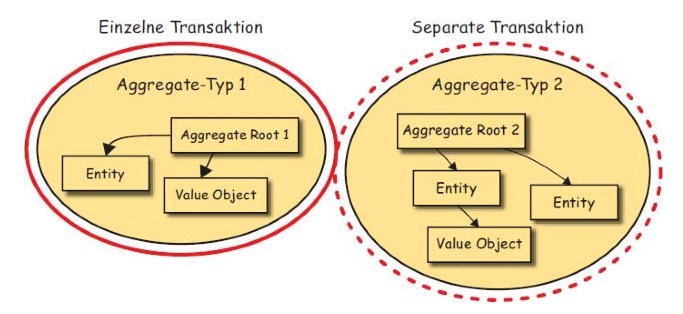 Einzelne Transaktion
Separate Transaktion
Aggregate-Typ 1
Aggregate Root 1
Entity
Value Object
Aggregate-Typ 2
Aggregate Root 2
Entity
Entity
Value Object